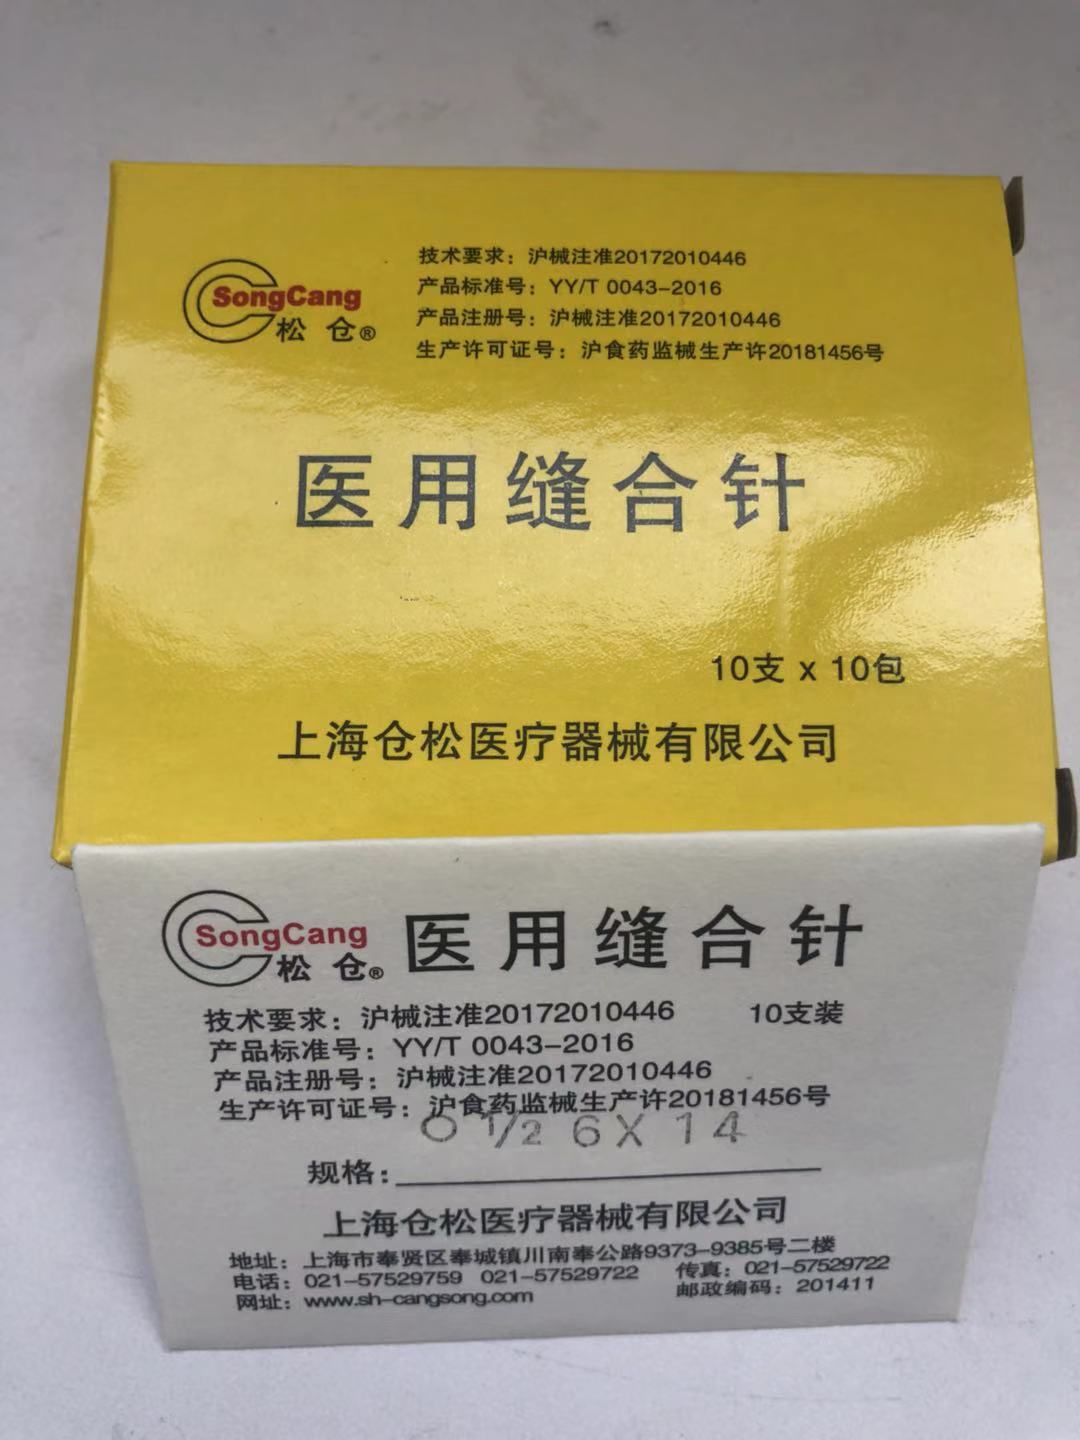 SongCang
松仓®
技术要求：沪械注准20172010446
产品标准号：YY/T 0043-2016
产品注册号：沪械注准20172010446
生产许可证号：沪食药监械生产许20181456号
医用缝合针
10支 x 10包
上海仓松医疗器械有限公司
SongCang
松仓®
医用缝合针
技术要求：沪械注准20172010446 10支装
产品标准号：YY/T 0043-2016
产品注册号：沪械注准20172010446
生产许可证号：沪食药监械生产许20181456号
○ 1/2 6X14
规格：
上海仓松医疗器械有限公司
地址：上海市奉贤区奉城镇川南奉公路9373-9385号二楼
电话：021-57529759 021-57529722 传真：021-57529722
网址：www.sh-cangsong.com 邮政编码：201411